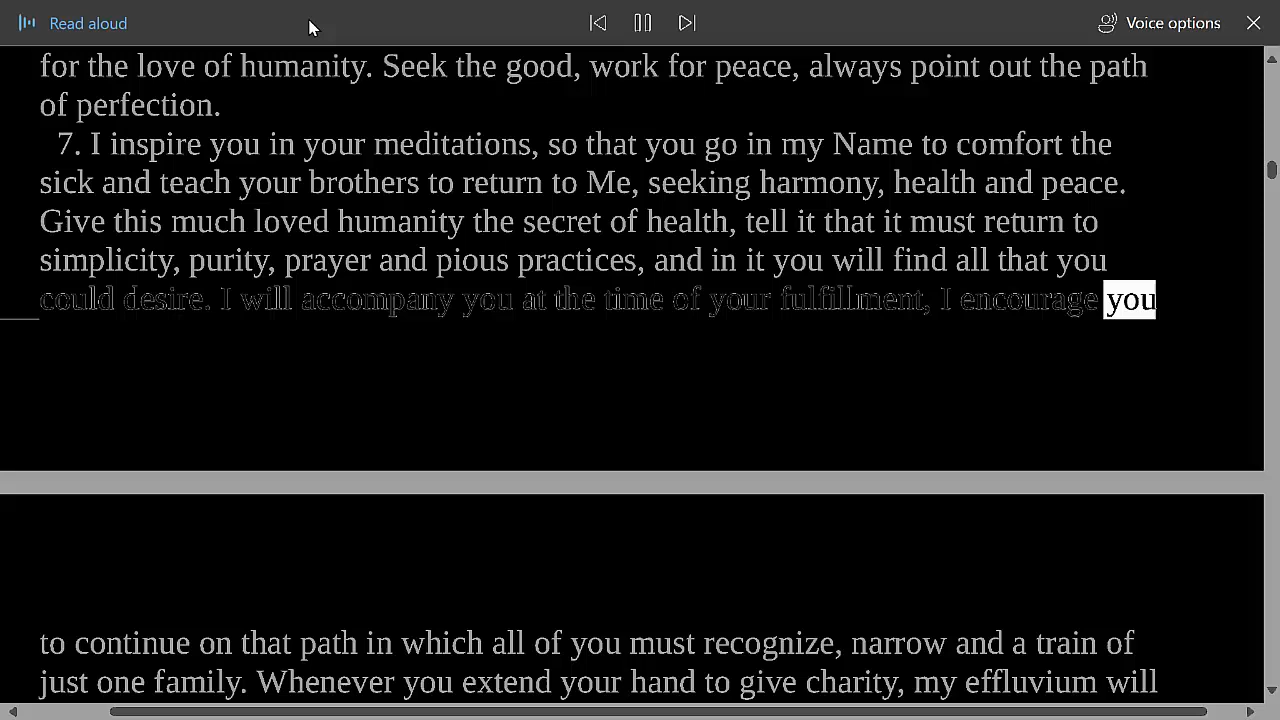 Read aloud
Voice options
for the love of humanity. Seek the good, work for peace, always point out the path
of perfection.
7. I inspire you in your meditations, so that you go in my Name to comfort the
sick and teach your brothers to return to Me, seeking harmony, health and peace.
Give this much loved humanity the secret of health, tell it that it must return to
simplicity, purity, prayer and pious practices, and in it you will find all that you
could desire. I will accompany you at the time of your fulfillment, I encourage you
to continue on that path in which all of you must recognize, narrow and a train of
just one family. Whenever you extend your hand to give charity, my effluvium will